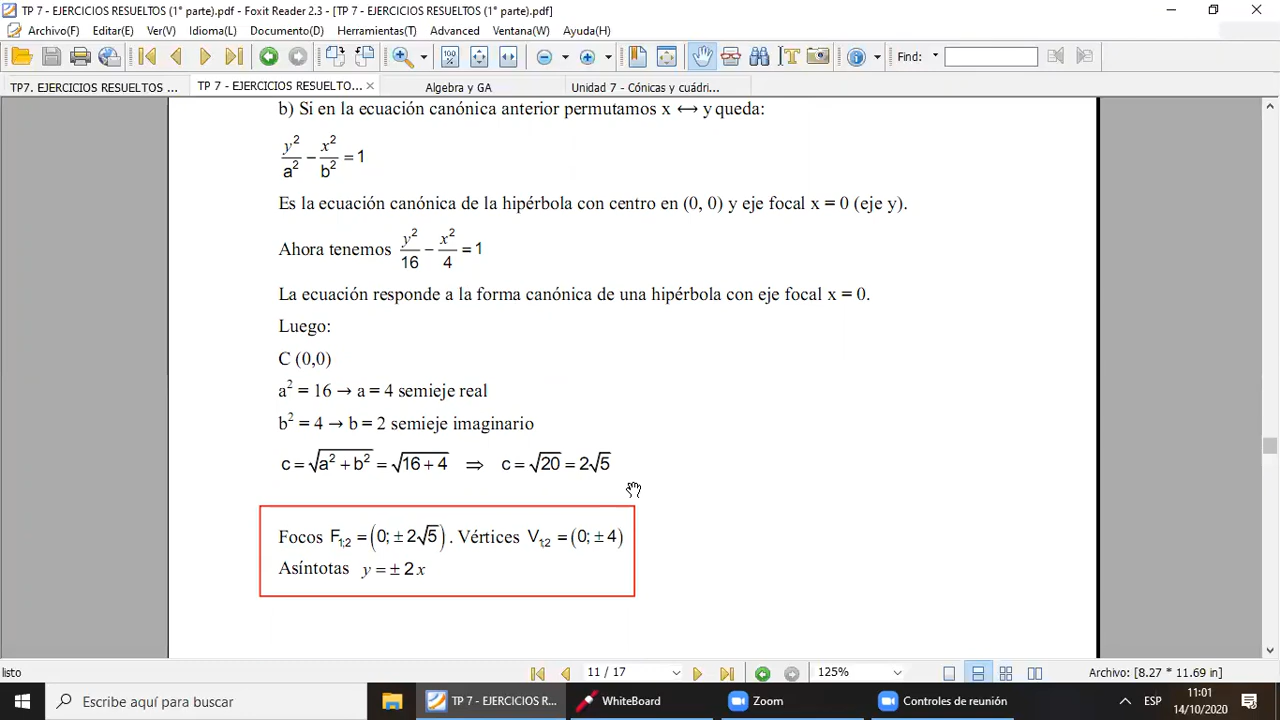 TP 7 - EJERCICIOS RESUELTOS (1° parte).pdf - Foxit Reader 2.3 - [TP 7 - EJERCICIOS RESUELTOS (1° parte).pdf]
Archivo(F) Editar(E) Ver(V) Idioma(L) Documento(D) Herramientas(T) Advanced Ventana(W) Ayuda(H)
Find:
TP7. EJERCICIOS RESUELTOS ... TP 7 - EJERCICIOS RESUELTO... × Algebra y GA Unidad 7 - Cónicas y cuádri...
b) Si en la ecuación canónica anterior permutamos x ↔ y queda:
y²/a² − x²/b² = 1
Es la ecuación canónica de la hipérbola con centro en (0, 0) y eje focal x = 0 (eje y).
Ahora tenemos y²/16 − x²/4 = 1
La ecuación responde a la forma canónica de una hipérbola con eje focal x = 0.
Luego:
C (0,0)
a² = 16 → a = 4 semieje real
b² = 4 → b = 2 semieje imaginario
c = √(a² + b²) = √(16 + 4) ⇒ c = √20 = 2√5
Focos F₁;₂ = (0; ± 2√5). Vértices V₁;₂ = (0; ± 4)
Asíntotas y = ± 2x
listo 11 / 17 125% Archivo: [8.27 * 11.69 in]
Escribe aquí para buscar TP 7 - EJERCICIOS R... WhiteBoard Zoom Controles de reunión ESP 11:01
14/10/2020